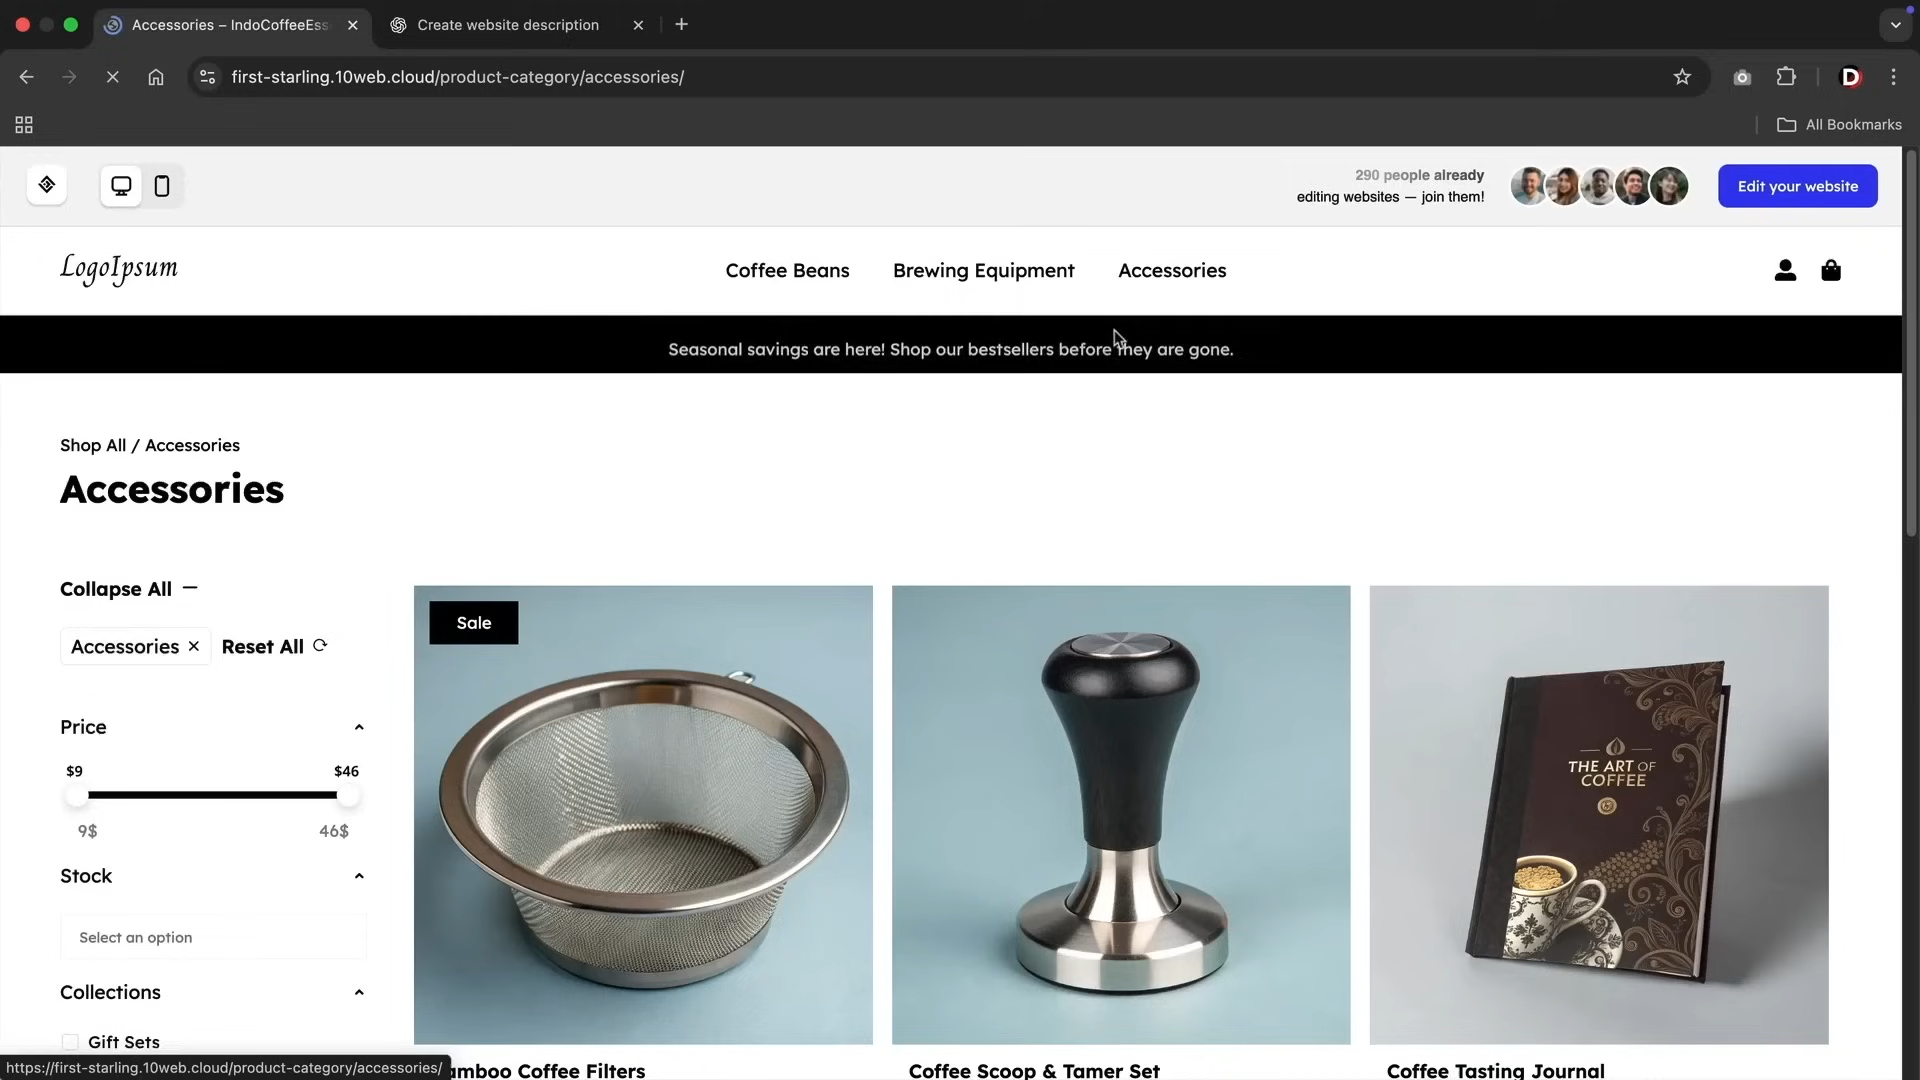 Accessories – IndoCoffeeEss
Create website description
first-starling.10web.cloud/product-category/accessories/
D
All Bookmarks
290 people already
editing websites — join them!
Edit your website
LogoIpsum
Coffee Beans
Brewing Equipment
Accessories
Seasonal savings are here! Shop our bestsellers before they are gone.
Shop All / Accessories
Accessories
Collapse All
Accessories
Reset All
Price
$9
$46
9$
46$
Stock
Select an option
Collections
Gift Sets
Sale
THE ART OF
COFFEE
amboo Coffee Filters
Coffee Scoop & Tamer Set
Coffee Tasting Journal
https://first-starling.10web.cloud/product-category/accessories/